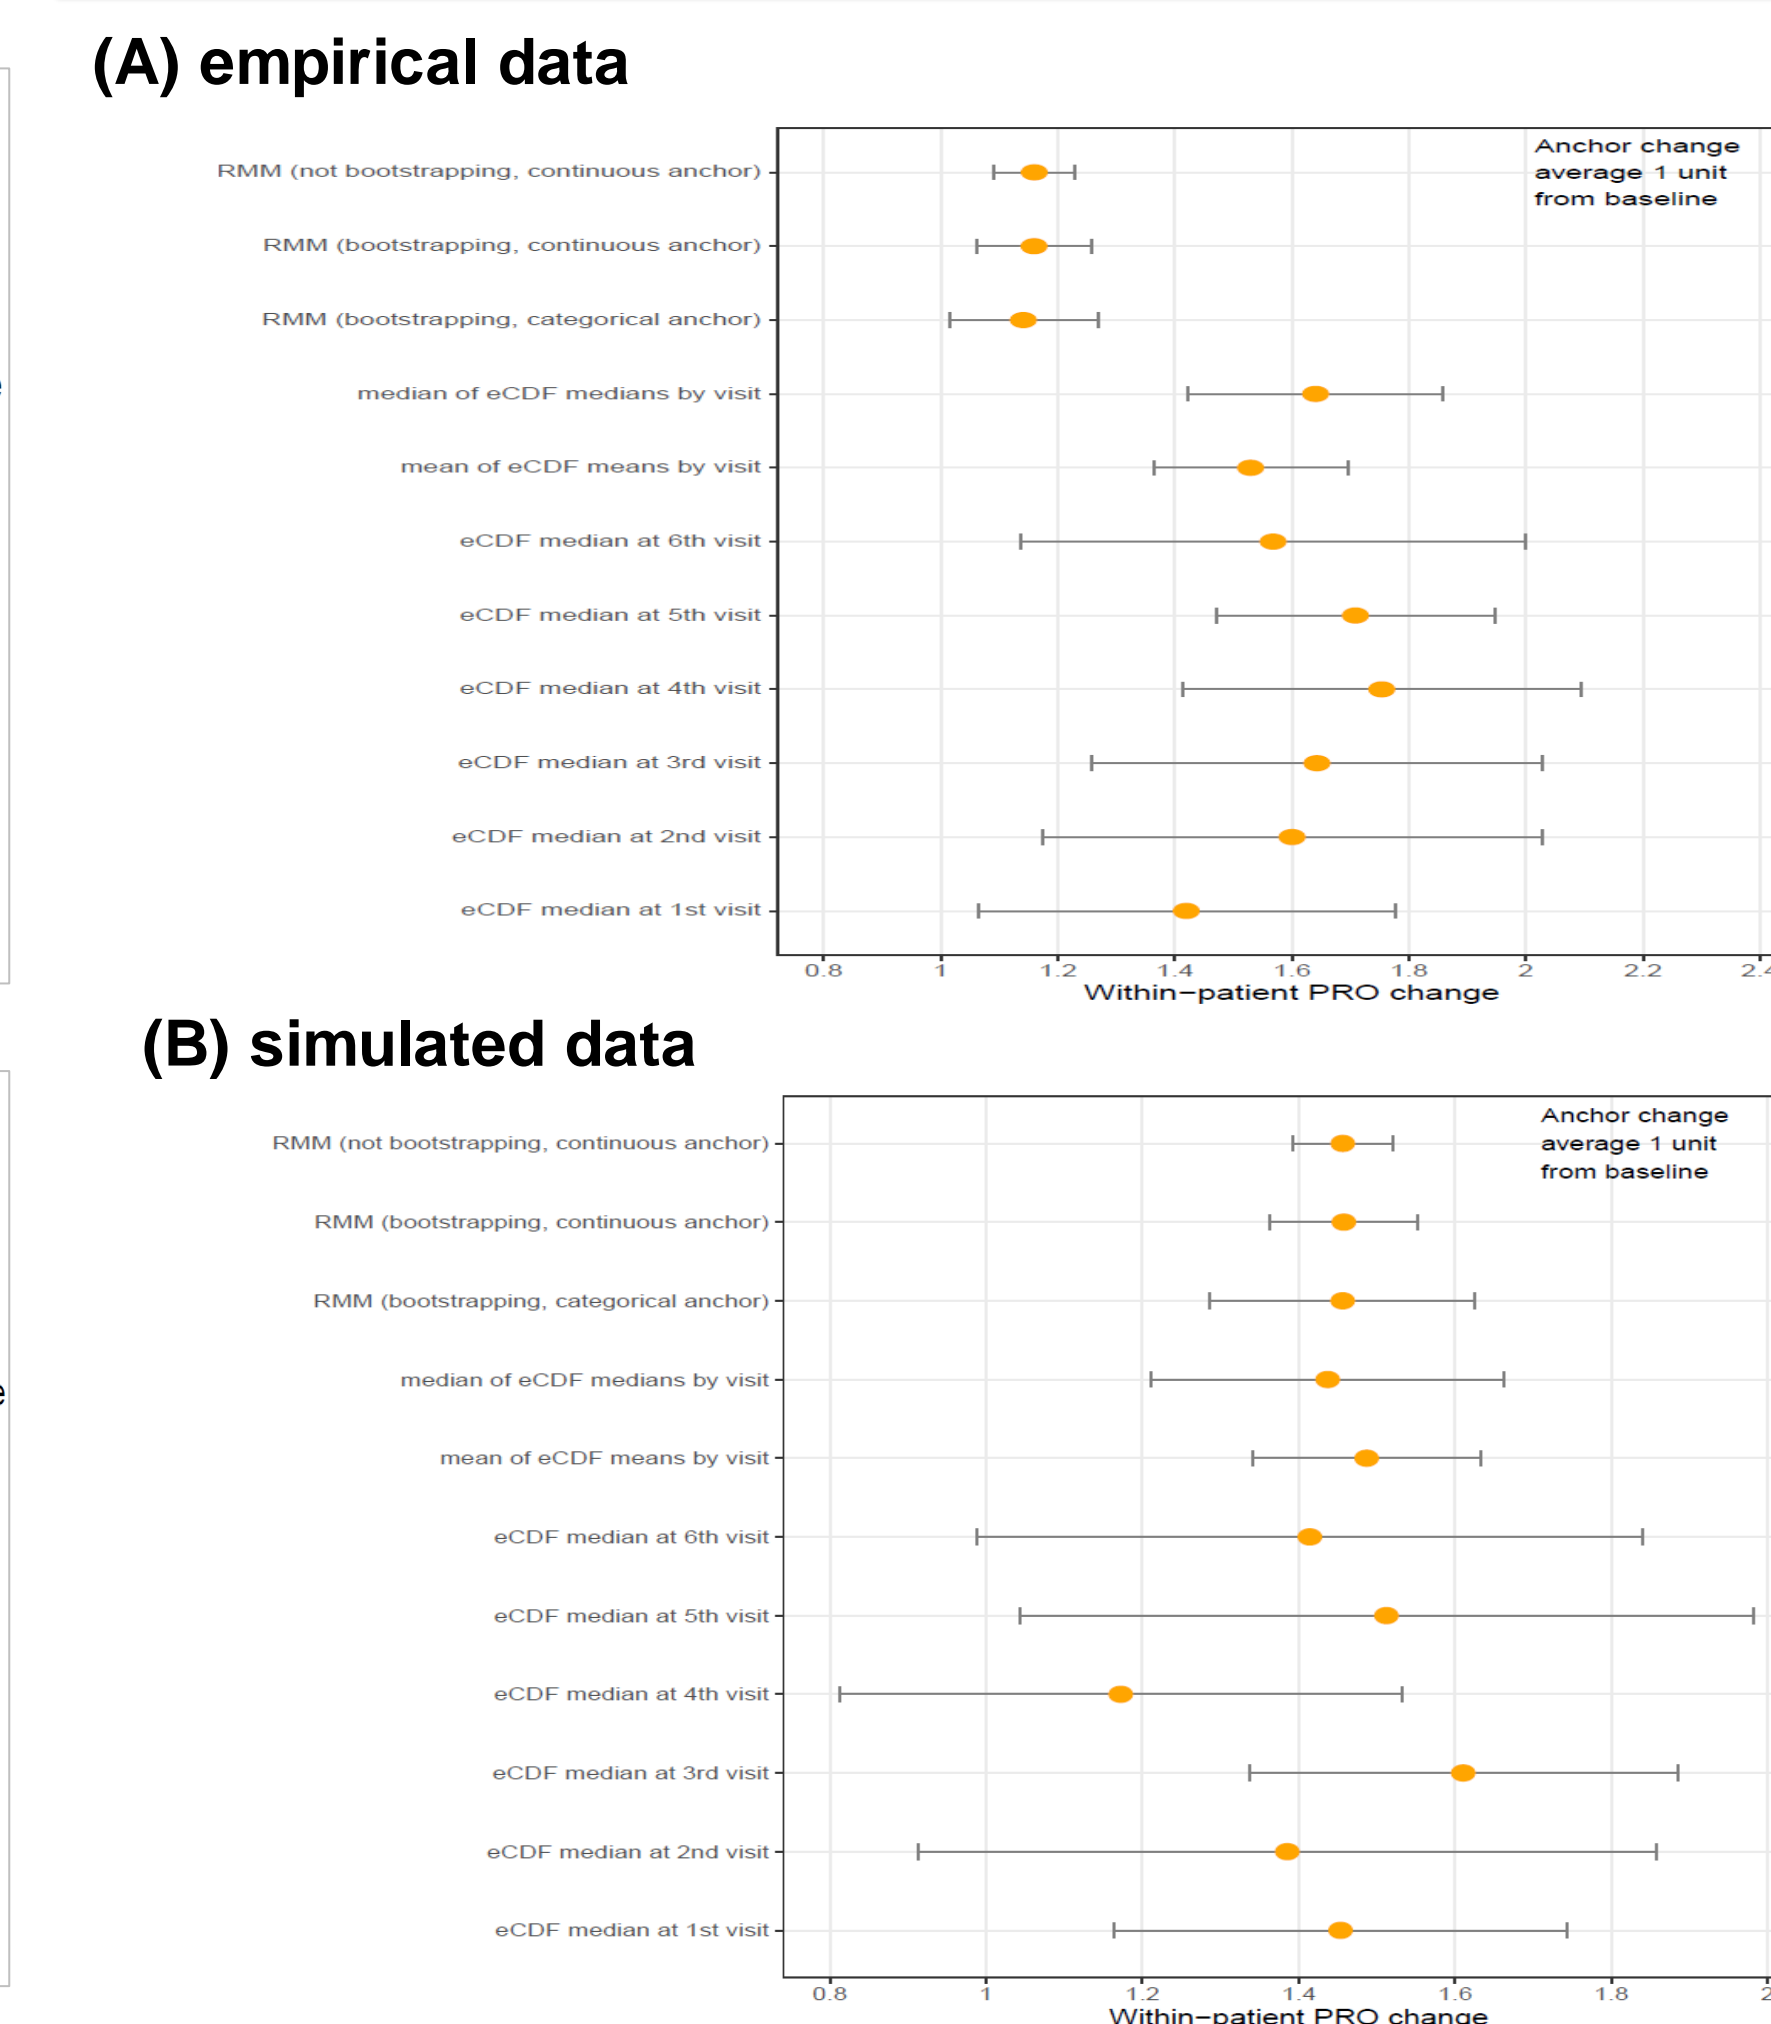 (A) empirical data
Anchor change
average 1 unit
from baseline
RMM (not bootstrapping, continuous anchor)
RMM (bootstrapping, continuous anchor)
RMM (bootstrapping, categorical anchor)
median of eCDF medians by visit
mean of eCDF means by visit
eCDF median at 6th visit
eCDF median at 5th visit
eCDF median at 4th visit
eCDF median at 3rd visit
eCDF median at 2nd visit
eCDF median at 1st visit
0.8 1 1.2 1.4 1.6 1.8 2 2.2
Within−patient PRO change
(B) simulated data
Anchor change
average 1 unit
from baseline
RMM (not bootstrapping, continuous anchor)
RMM (bootstrapping, continuous anchor)
RMM (bootstrapping, categorical anchor)
median of eCDF medians by visit
mean of eCDF means by visit
eCDF median at 6th visit
eCDF median at 5th visit
eCDF median at 4th visit
eCDF median at 3rd visit
eCDF median at 2nd visit
eCDF median at 1st visit
0.8 1 1.2 1.4 1.6 1.8 2
Within−patient PRO change